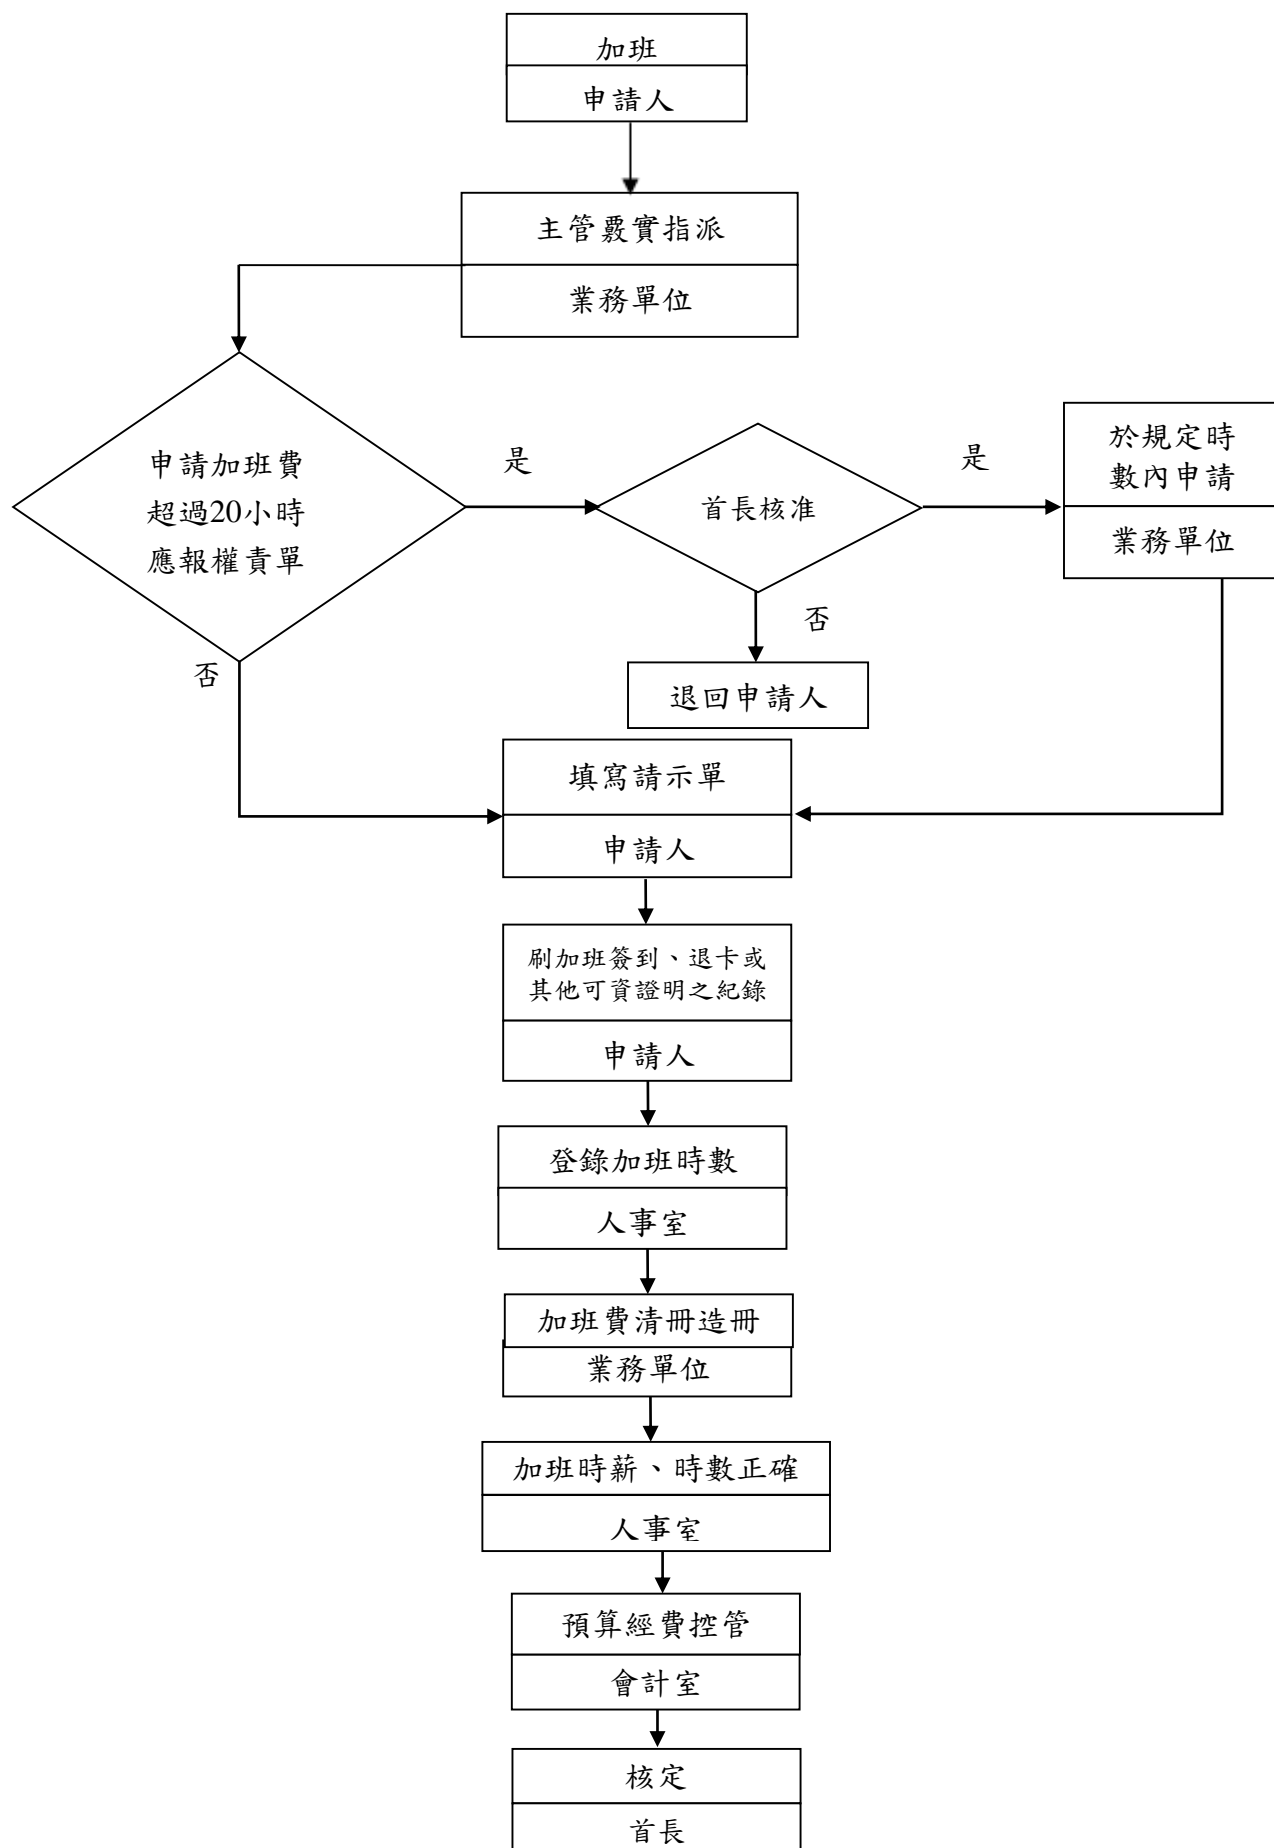 加班
申請人
主管覈實指派
業務單位
申請加班費
超過20小時
應報權責單
是
首長核准
是
於規定時
數內申請
業務單位
否
否
退回申請人
填寫請示單
申請人
刷加班簽到、退卡或
其他可資證明之紀錄
申請人
登錄加班時數
人事室
加班費清冊造冊
業務單位
加班時薪、時數正確
人事室
預算經費控管
會計室
核定
首長